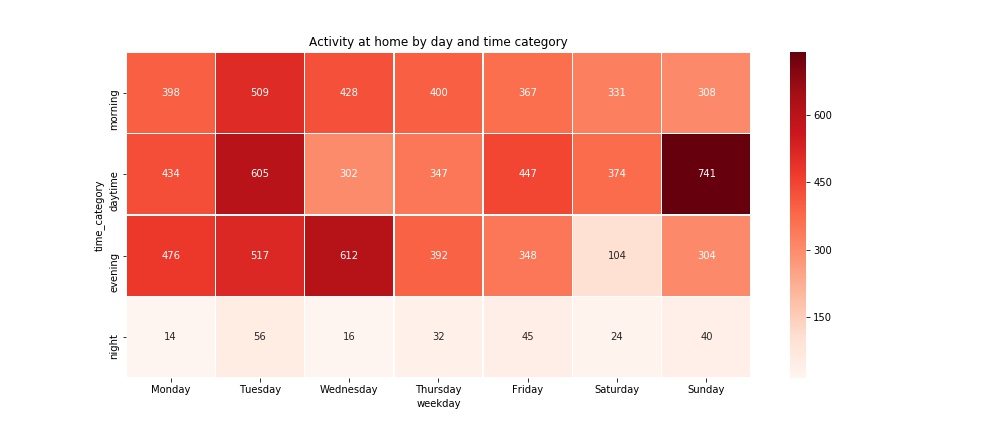 Activity at home by day and time category
morning 398 509 428 400 367 331 308
daytime 434 605 302 347 447 374 741
evening 476 517 612 392 348 104 304
night 14 56 16 32 45 24 40
time_category
Monday Tuesday Wednesday Thursday Friday Saturday Sunday
weekday
600
450
300
150